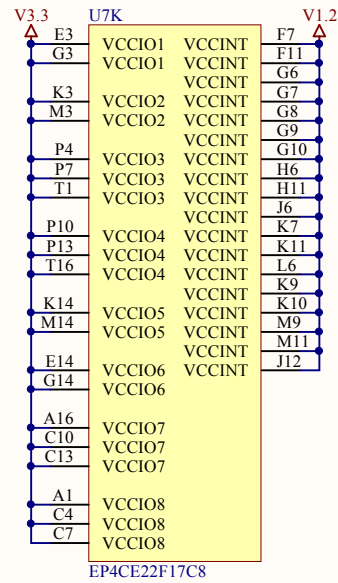 V3.3 U7K V1.2
E3 VCCIO1 VCCINT F7
G3 VCCIO1 VCCINT F11
VCCINT G6
K3 VCCIO2 VCCINT G7
M3 VCCIO2 VCCINT G8
VCCINT G9
P4 VCCIO3 VCCINT G10
P7 VCCIO3 VCCINT H6
T1 VCCIO3 VCCINT H11
VCCINT J6
P10 VCCIO4 VCCINT K7
P13 VCCIO4 VCCINT K11
T16 VCCIO4 VCCINT L6
VCCINT K9
K14 VCCIO5 VCCINT K10
M14 VCCIO5 VCCINT M9
VCCINT M11
E14 VCCIO6 VCCINT J12
G14 VCCIO6
A16 VCCIO7
C10 VCCIO7
C13 VCCIO7
A1 VCCIO8
C4 VCCIO8
C7 VCCIO8
EP4CE22F17C8